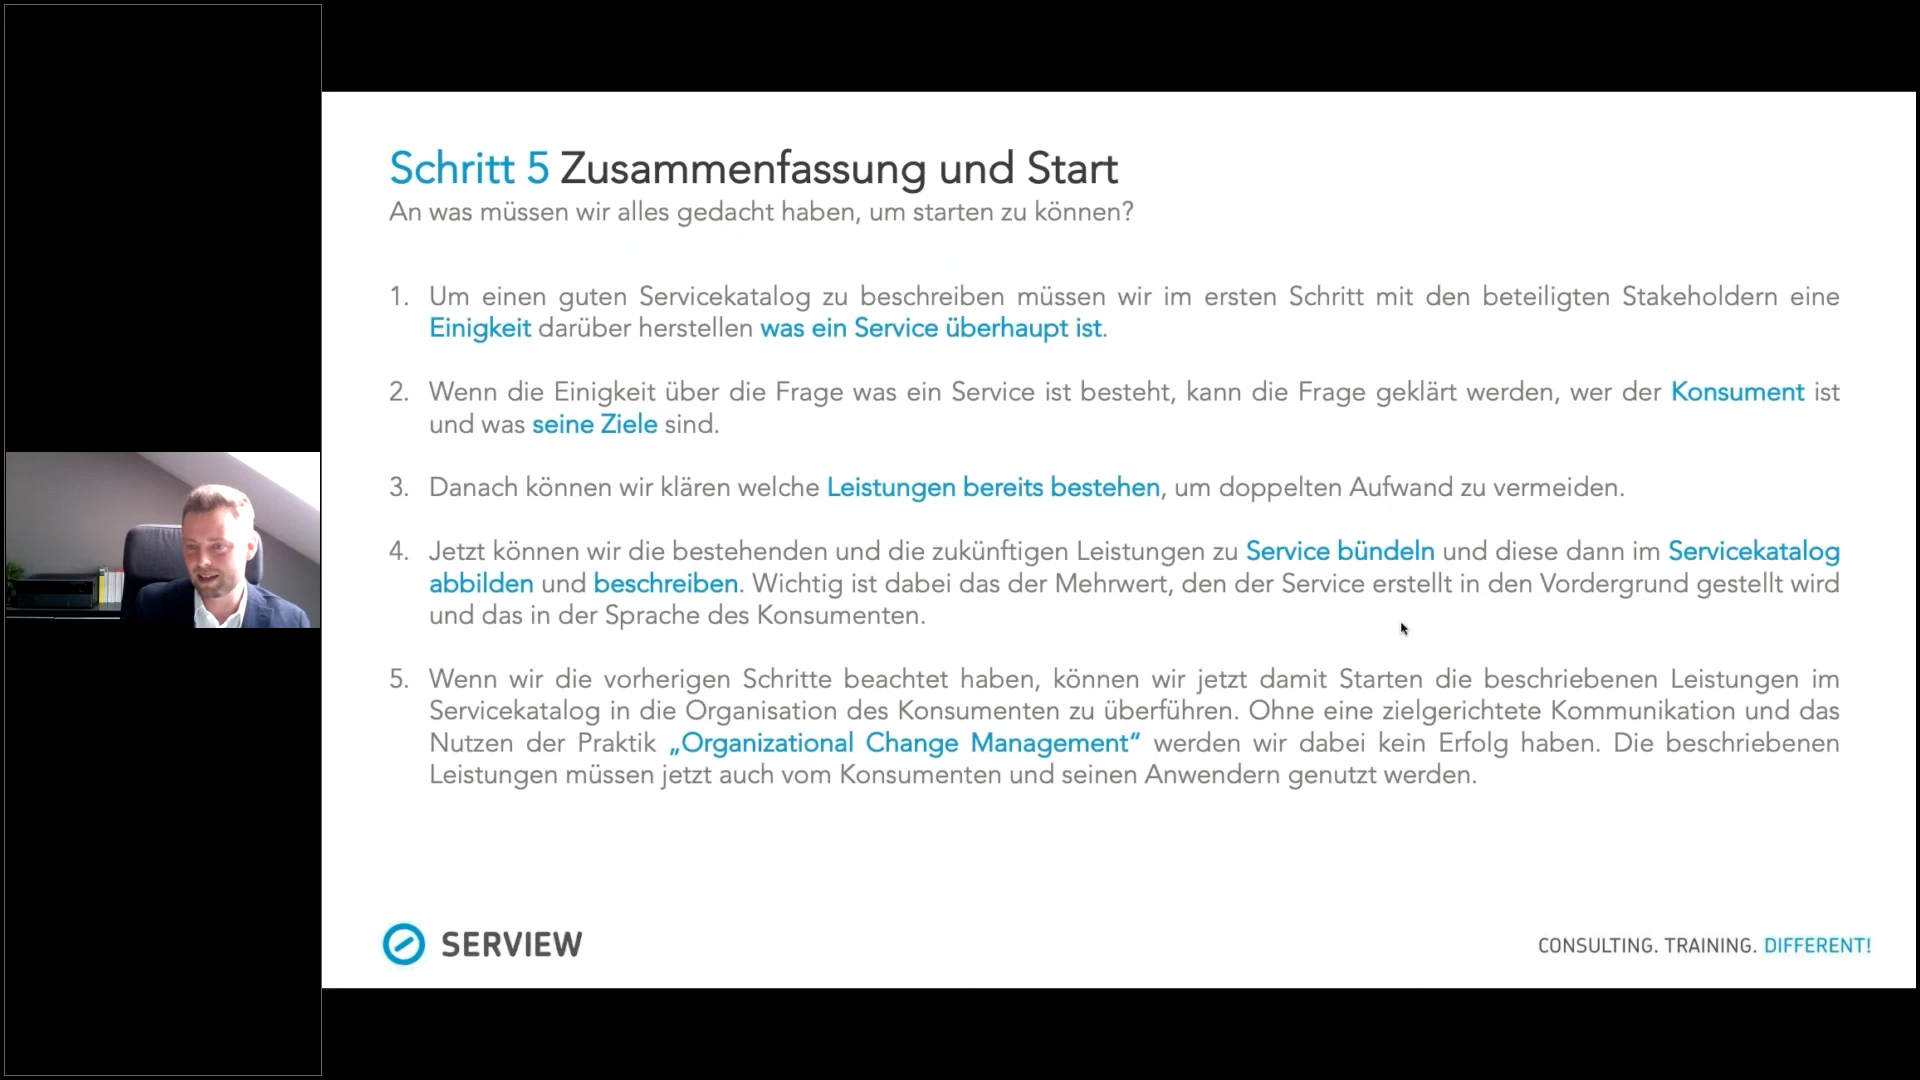 Schritt 5 Zusammenfassung und Start
An was müssen wir alles gedacht haben, um starten zu können?
1. Um einen guten Servicekatalog zu beschreiben müssen wir im ersten Schritt mit den beteiligten Stakeholdern eine
Einigkeit darüber herstellen was ein Service überhaupt ist.
2. Wenn die Einigkeit über die Frage was ein Service ist besteht, kann die Frage geklärt werden, wer der Konsument ist
und was seine Ziele sind.
3. Danach können wir klären welche Leistungen bereits bestehen, um doppelten Aufwand zu vermeiden.
4. Jetzt können wir die bestehenden und die zukünftigen Leistungen zu Service bündeln und diese dann im Servicekatalog
abbilden und beschreiben. Wichtig ist dabei das der Mehrwert, den der Service erstellt in den Vordergrund gestellt wird
und das in der Sprache des Konsumenten.
5. Wenn wir die vorherigen Schritte beachtet haben, können wir jetzt damit Starten die beschriebenen Leistungen im
Servicekatalog in die Organisation des Konsumenten zu überführen. Ohne eine zielgerichtete Kommunikation und das
Nutzen der Praktik „Organizational Change Management“ werden wir dabei kein Erfolg haben. Die beschriebenen
Leistungen müssen jetzt auch vom Konsumenten und seinen Anwendern genutzt werden.
SERVIEW
CONSULTING. TRAINING. DIFFERENT!